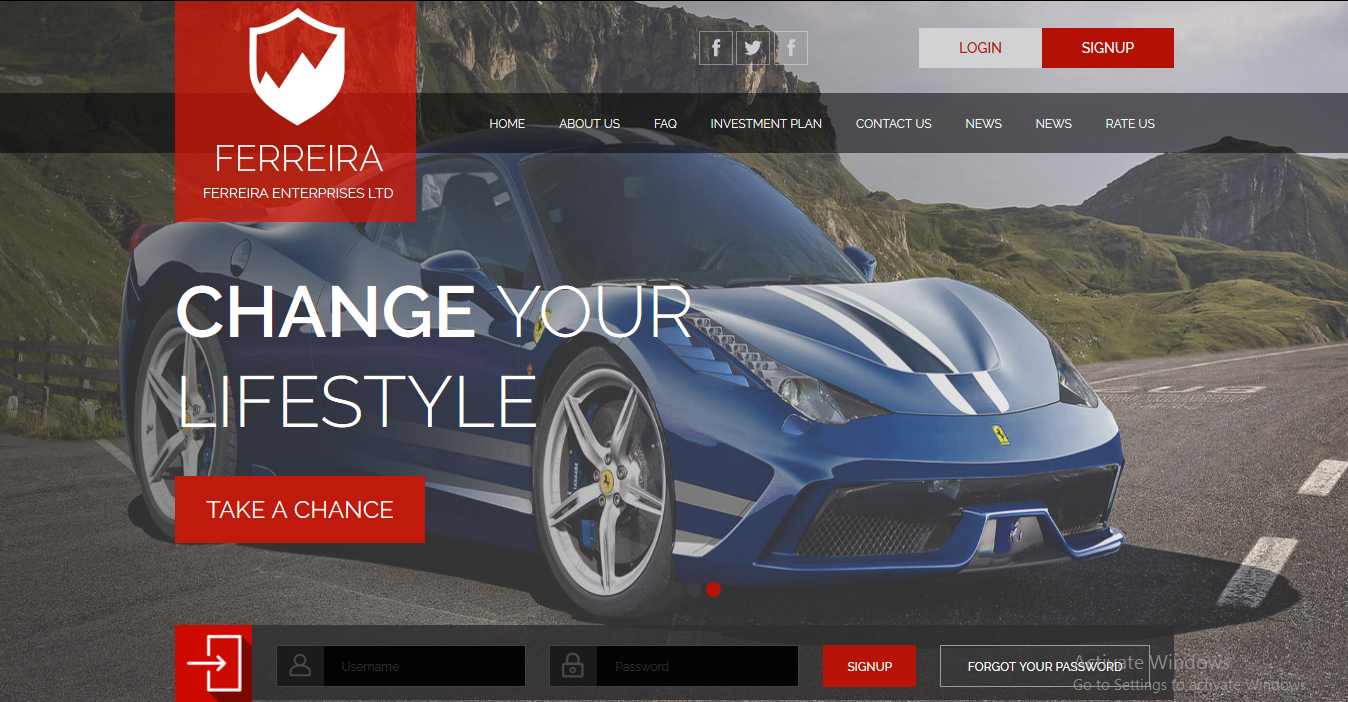 LOGIN
SIGNUP
HOME
ABOUT US
FAQ
INVESTMENT PLAN
CONTACT US
NEWS
NEWS
RATE US
FERREIRA
FERREIRA ENTERPRISES LTD
CHANGE YOUR
LIFESTYLE
TAKE A CHANCE
Username
Password
SIGNUP
FORGOT YOUR PASSWORD
Activate Windows
Go to Settings to activate Windows.